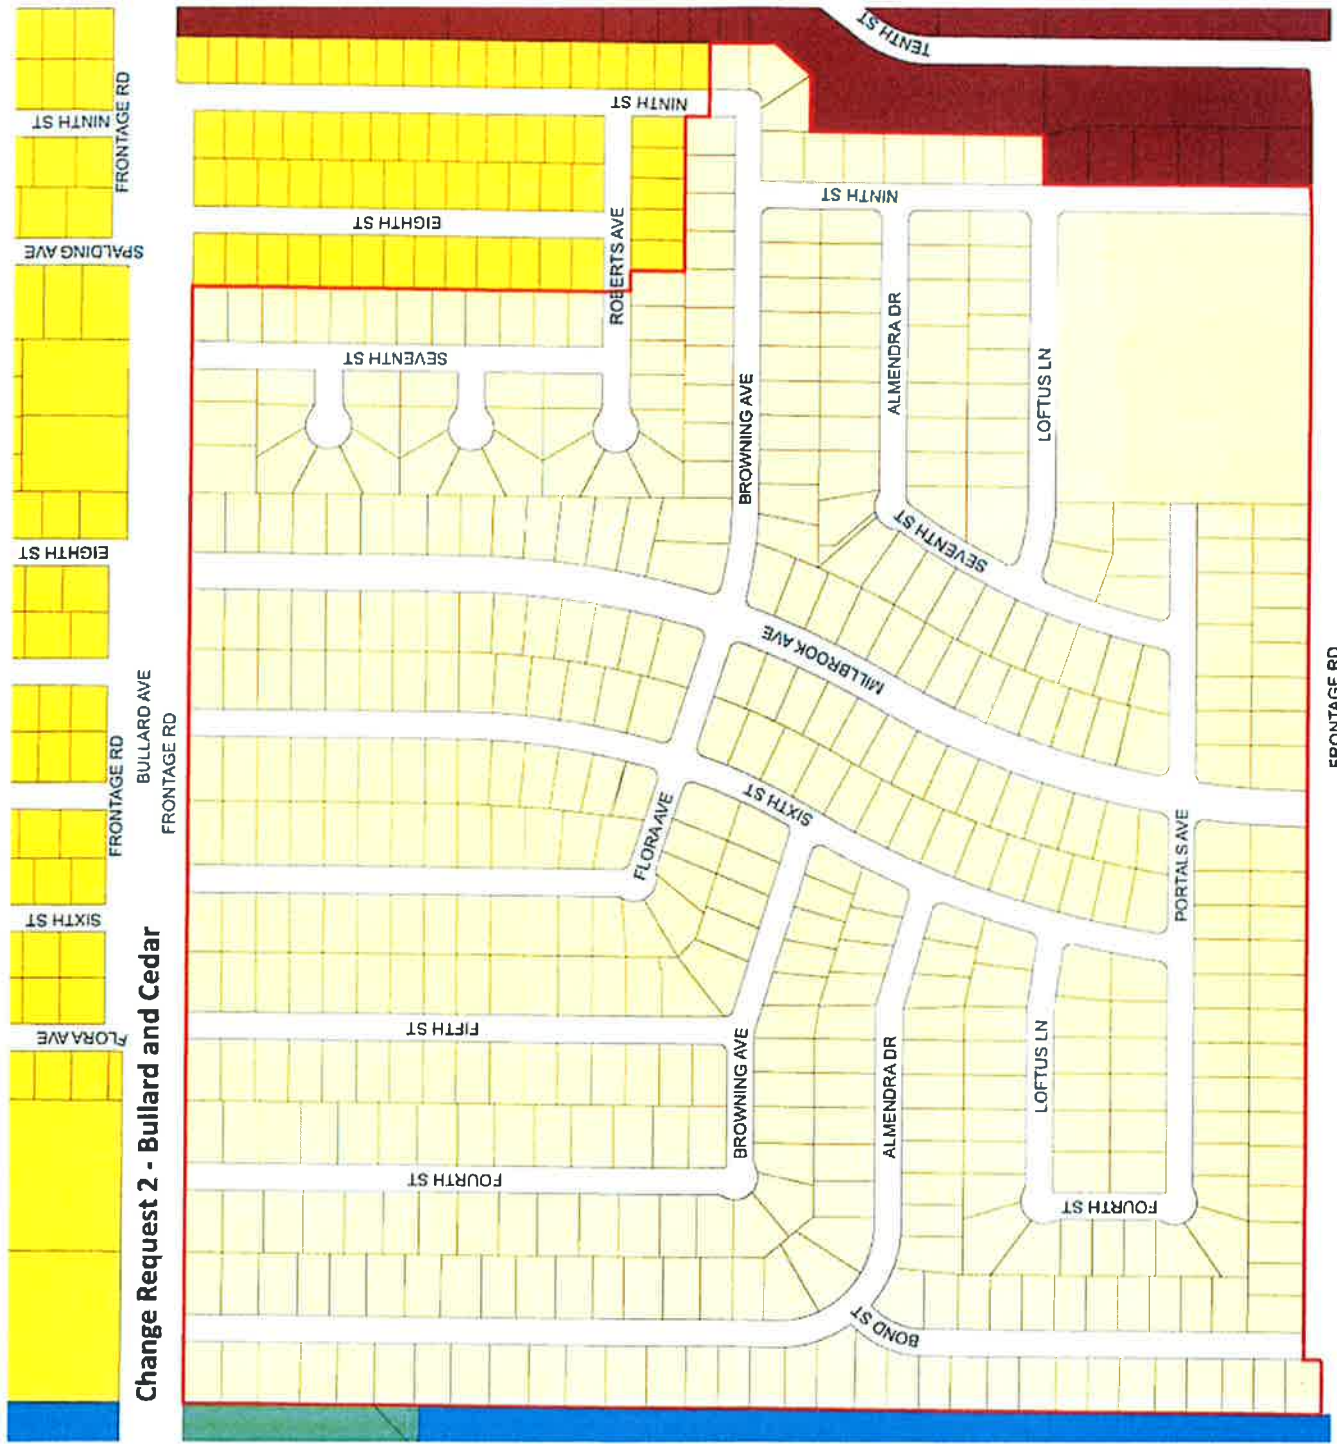 TENTH ST
FRONTAGE RD
NINTH ST
NINTH ST
NINTH ST
EIGHTH ST
ROBERTS AVE
SPALDING AVE
ALMENDRA DR
LOFTUS LN
SEVENTH ST
BROWNING AVE
SEVENTH ST
EIGHTH ST
MILLBROOK AVE
FRONTAGE RD
BULLARD AVE
FRONTAGE RD
FRONTAGE RD
SIXTH ST
FLORA AVE
PORTALS AVE
SIXTH ST
Change Request 2 - Bullard and Cedar
FLORA AVE
FIFTH ST
BROWNING AVE
ALMENDRA DR
LOFTUS LN
FOURTH ST
FOURTH ST
BOND ST